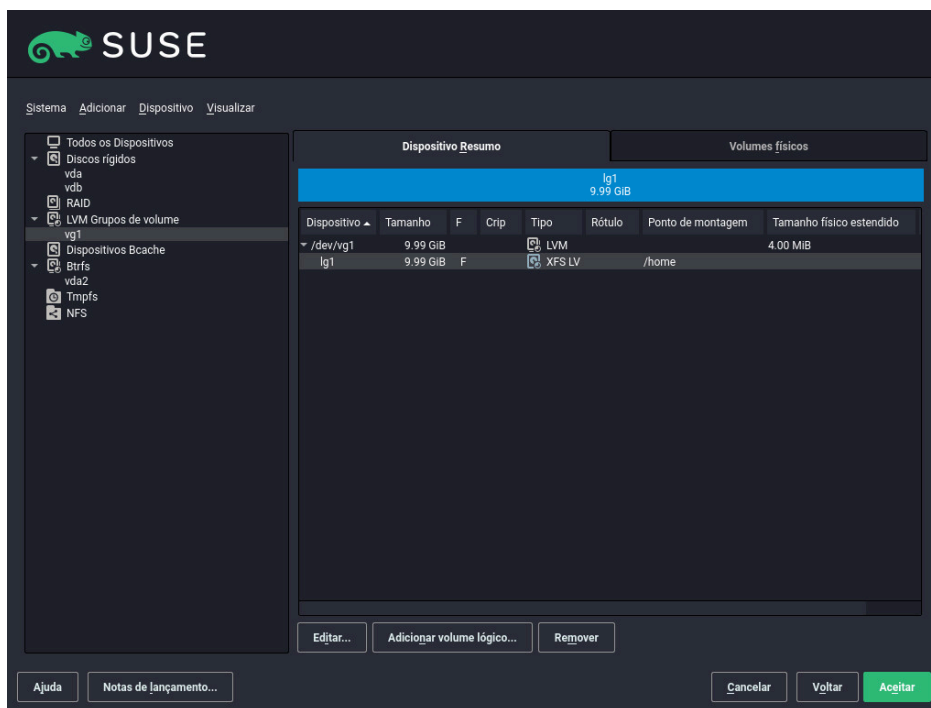 SUSE
Sistema Adicionar Dispositivo Visualizar
Todos os Dispositivos
Discos rígidos
vda
vdb
RAID
LVM Grupos de volume
vg1
Dispositivos Bcache
Btrfs
vda2
Tmpfs
NFS
Dispositivo Resumo Volumes físicos
lg1
9.99 GiB
Dispositivo Tamanho F Crip Tipo Rótulo Ponto de montagem Tamanho físico estendido
/dev/vg1 9.99 GiB LVM 4.00 MiB
lg1 9.99 GiB F XFS LV /home
Editar... Adicionar volume lógico... Remover
Ajuda Notas de lançamento... Cancelar Voltar Aceitar